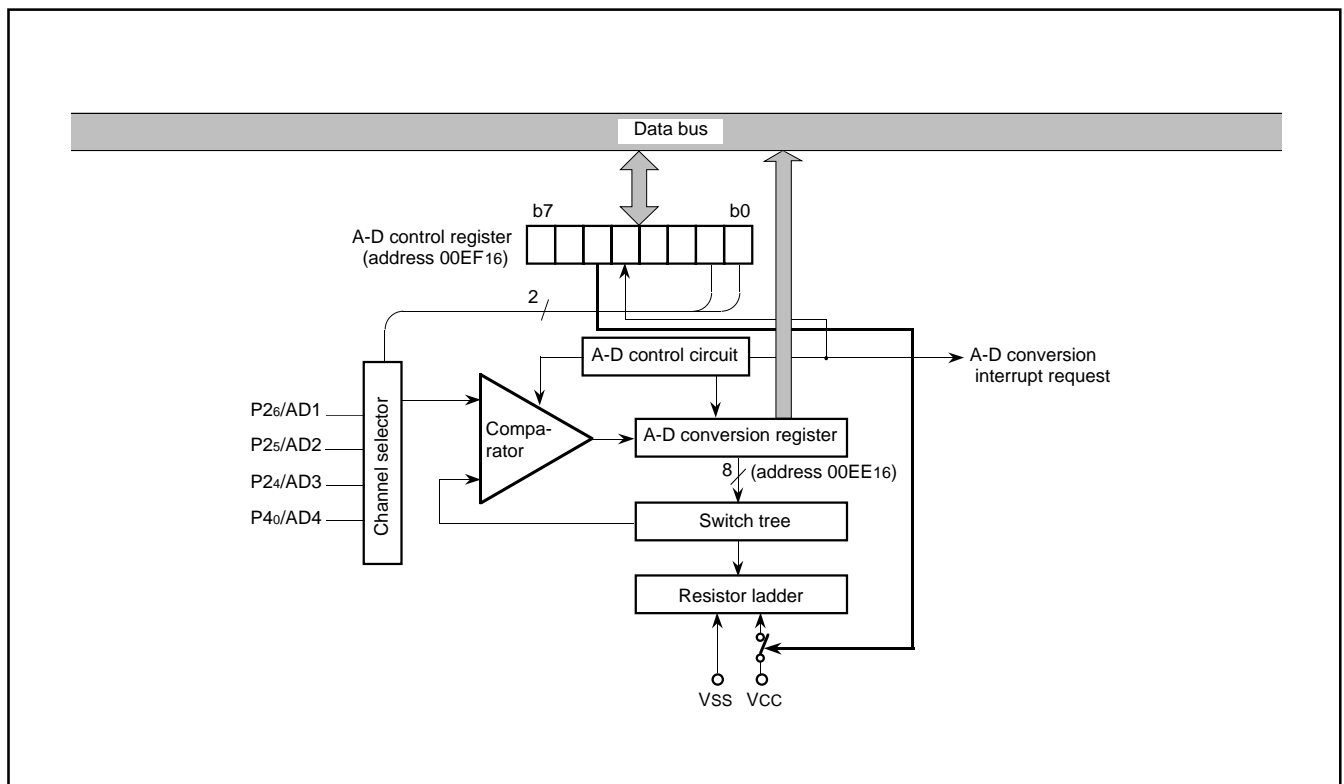 Data bus
b7 b0
A-D control register
(address 00EF16)
2
A-D control circuit
A-D conversion
interrupt request
P26/AD1
P25/AD2
P24/AD3
P40/AD4
Channel selector
Compa-
rator
A-D conversion register
8 (address 00EE16)
Switch tree
Resistor ladder
VSS VCC